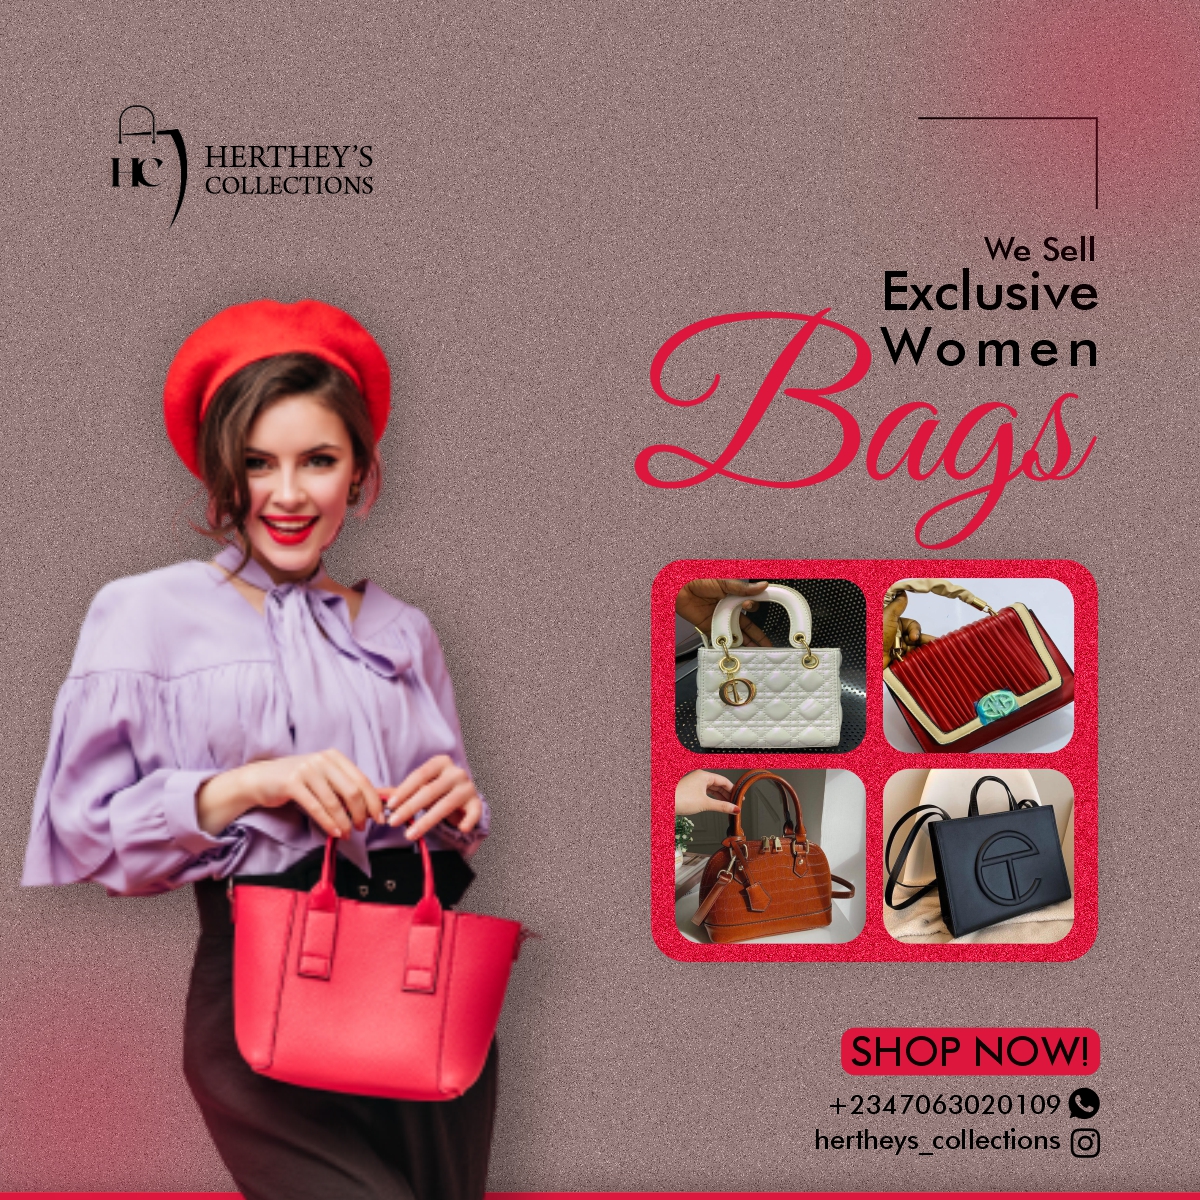 HC
HERTHEY'S
COLLECTIONS
We Sell
Exclusive
Women
Bags
SHOP NOW!
+2347063020109
hertheys_collections